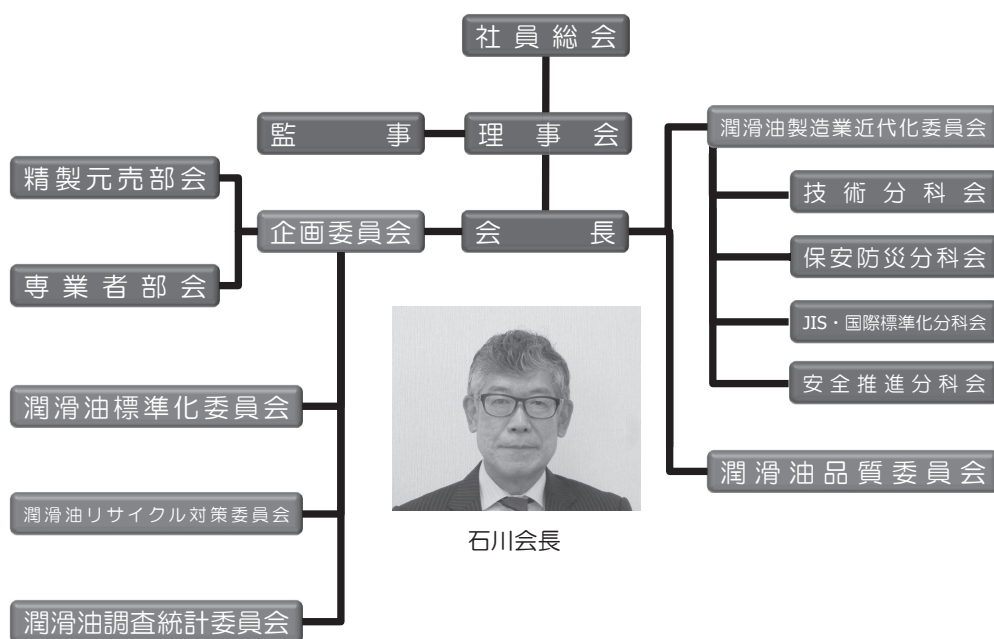 社員総会
監事
理事会
潤滑油製造業近代化委員会
精製元売部会
技術分科会
企画委員会
会長
保安防災分科会
専業者部会
JIS・国際標準化分科会
安全推進分科会
潤滑油標準化委員会
潤滑油品質委員会
潤滑油リサイクル対策委員会
石川会長
潤滑油調査統計委員会